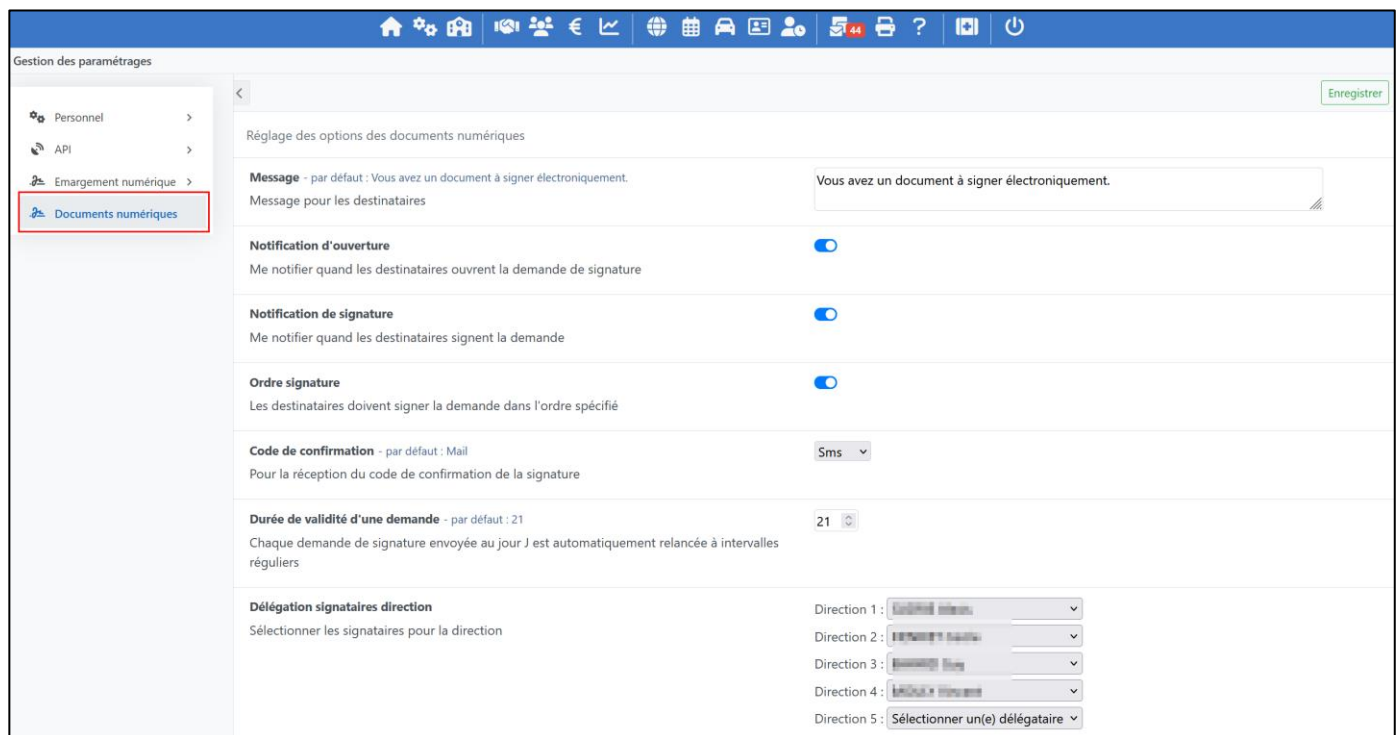 44
?
Gestion des paramétrages
Enregistrer
Personnel
API
Emargement numérique
Documents numériques
Réglage des options des documents numériques
Message - par défaut : Vous avez un document à signer électroniquement.
Message pour les destinataires
Vous avez un document à signer électroniquement.
Notification d'ouverture
Me notifier quand les destinataires ouvrent la demande de signature
Notification de signature
Me notifier quand les destinataires signent la demande
Ordre signature
Les destinataires doivent signer la demande dans l'ordre spécifié
Code de confirmation - par défaut : Mail
Pour la réception du code de confirmation de la signature
Sms
Durée de validité d'une demande - par défaut : 21
Chaque demande de signature envoyée au jour J est automatiquement relancée à intervalles
réguliers
21
Délégation signataires direction
Sélectionner les signataires pour la direction
Direction 1 :
Direction 2 :
Direction 3 :
Direction 4 :
Direction 5 : Sélectionner un(e) délégataire